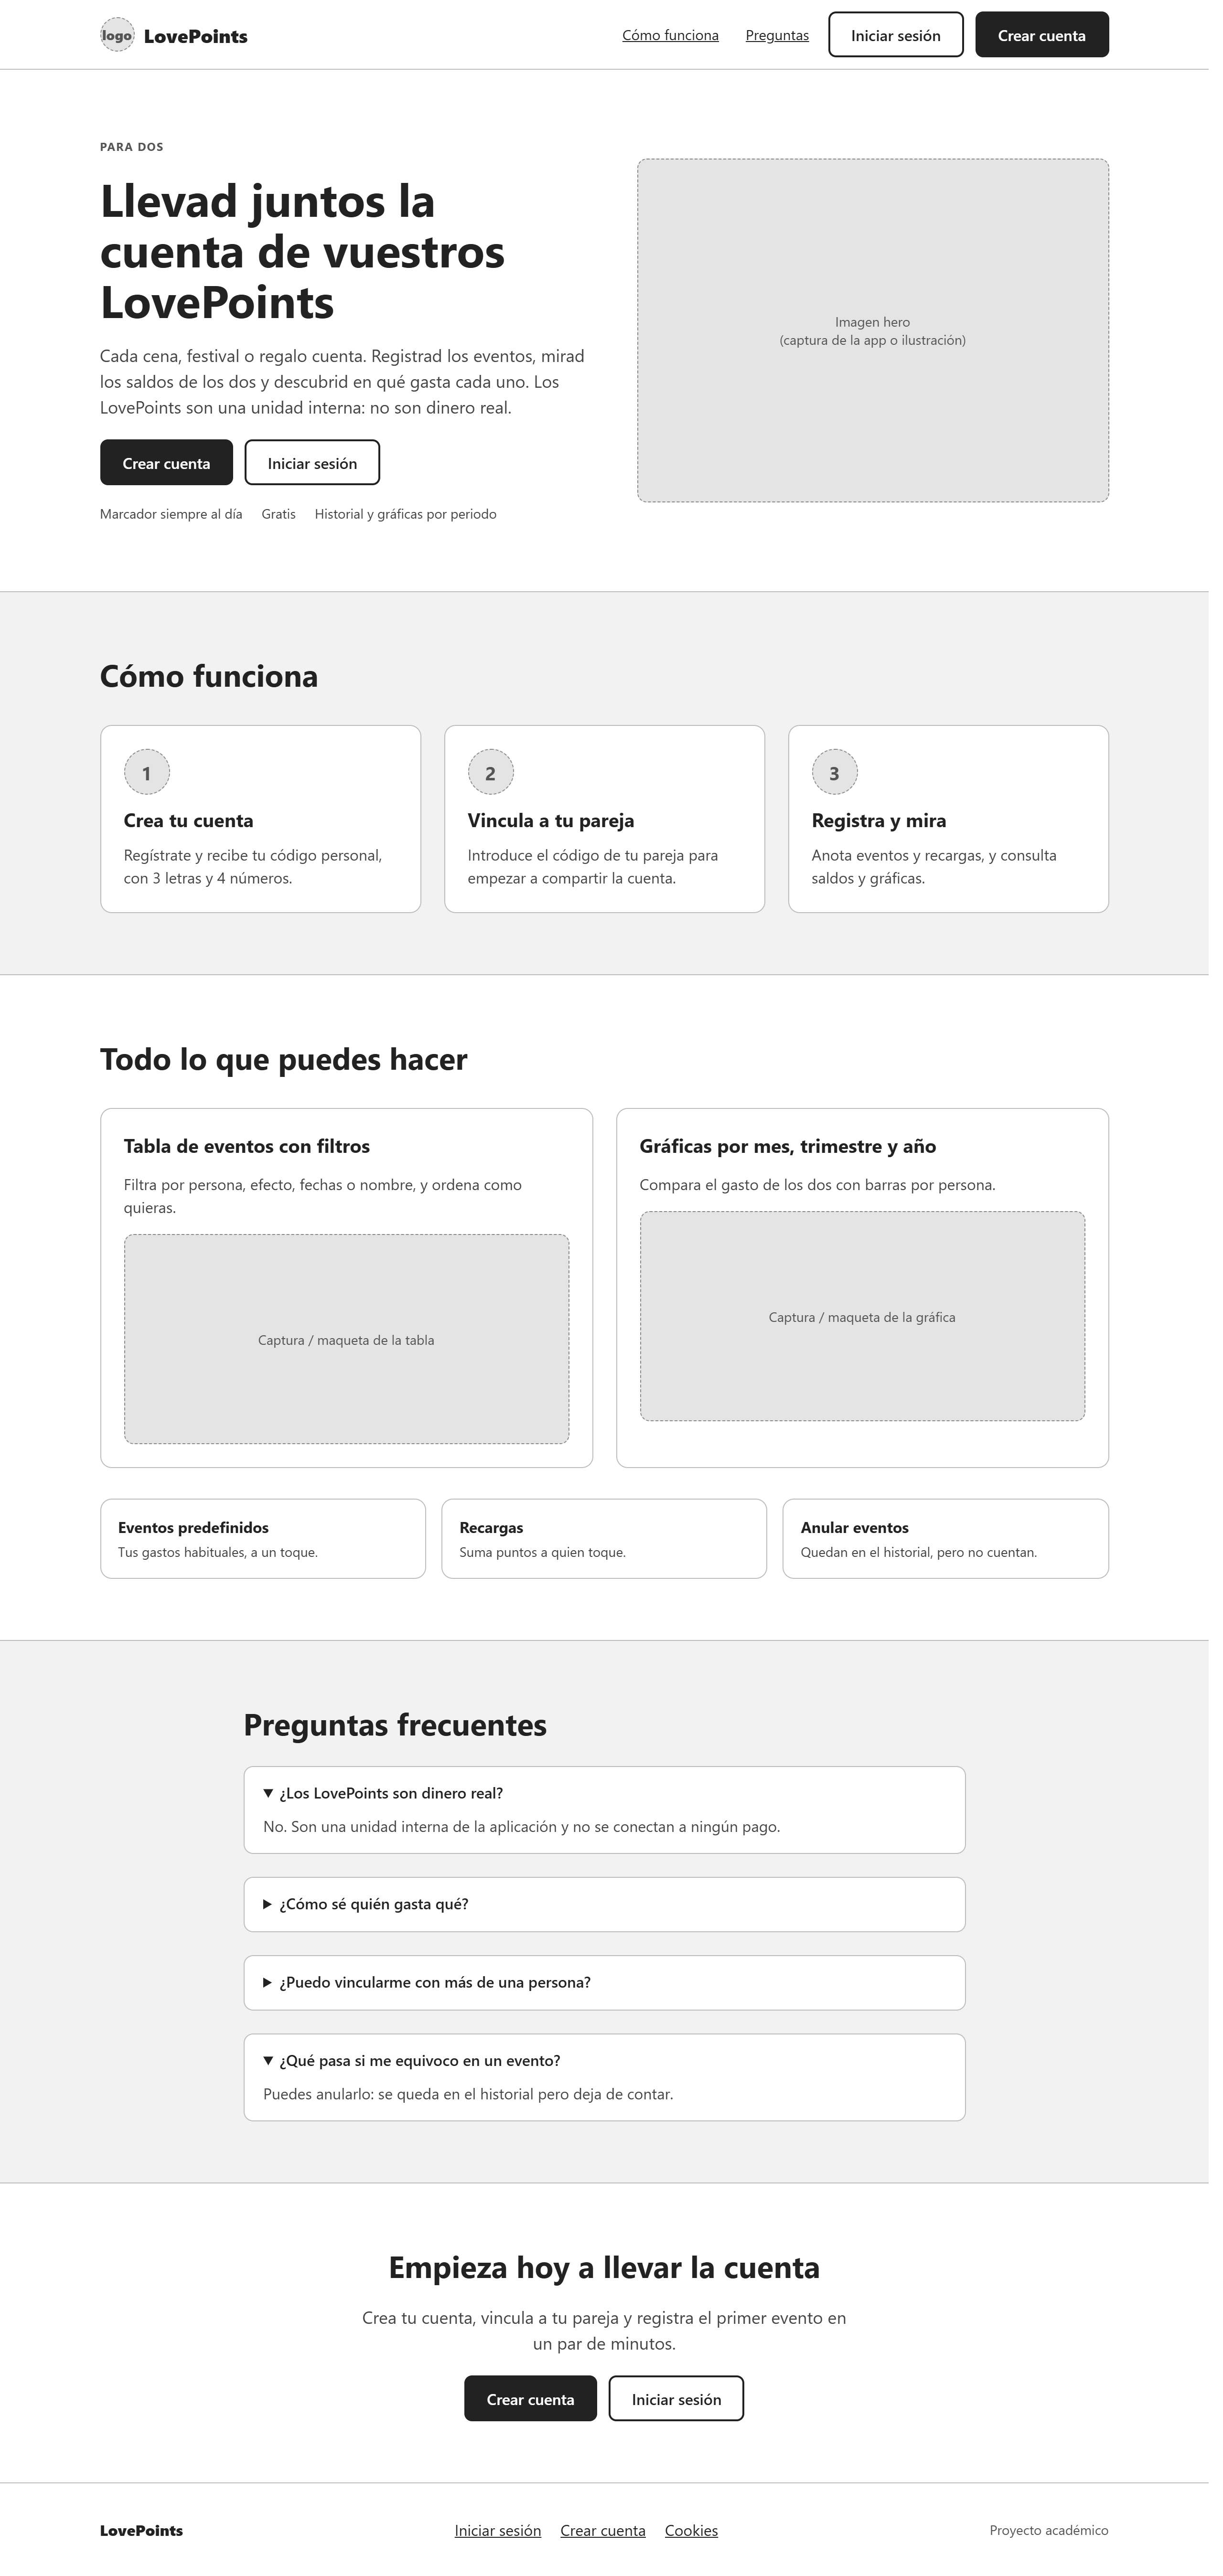 logo LovePoints Cómo funciona Preguntas Iniciar sesión Crear cuenta
PARA DOS
Llevad juntos la
cuenta de vuestros
LovePoints
Cada cena, festival o regalo cuenta. Registrad los eventos, mirad
los saldos de los dos y descubrid en qué gasta cada uno. Los
LovePoints son una unidad interna: no son dinero real.
Crear cuenta Iniciar sesión
Marcador siempre al día Gratis Historial y gráficas por periodo
Imagen hero
(captura de la app o ilustración)
Cómo funciona
1
Crea tu cuenta
Regístrate y recibe tu código personal,
con 3 letras y 4 números.
2
Vincula a tu pareja
Introduce el código de tu pareja para
empezar a compartir la cuenta.
3
Registra y mira
Anota eventos y recargas, y consulta
saldos y gráficas.
Todo lo que puedes hacer
Tabla de eventos con filtros
Filtra por persona, efecto, fechas o nombre, y ordena como
quieras.
Captura / maqueta de la tabla
Gráficas por mes, trimestre y año
Compara el gasto de los dos con barras por persona.
Captura / maqueta de la gráfica
Eventos predefinidos
Tus gastos habituales, a un toque.
Recargas
Suma puntos a quien toque.
Anular eventos
Quedan en el historial, pero no cuentan.
Preguntas frecuentes
▼ ¿Los LovePoints son dinero real?
No. Son una unidad interna de la aplicación y no se conectan a ningún pago.
▶ ¿Cómo sé quién gasta qué?
▶ ¿Puedo vincularme con más de una persona?
▼ ¿Qué pasa si me equivoco en un evento?
Puedes anularlo: se queda en el historial pero deja de contar.
Empieza hoy a llevar la cuenta
Crea tu cuenta, vincula a tu pareja y registra el primer evento en
un par de minutos.
Crear cuenta Iniciar sesión
LovePoints Iniciar sesión Crear cuenta Cookies Proyecto académico